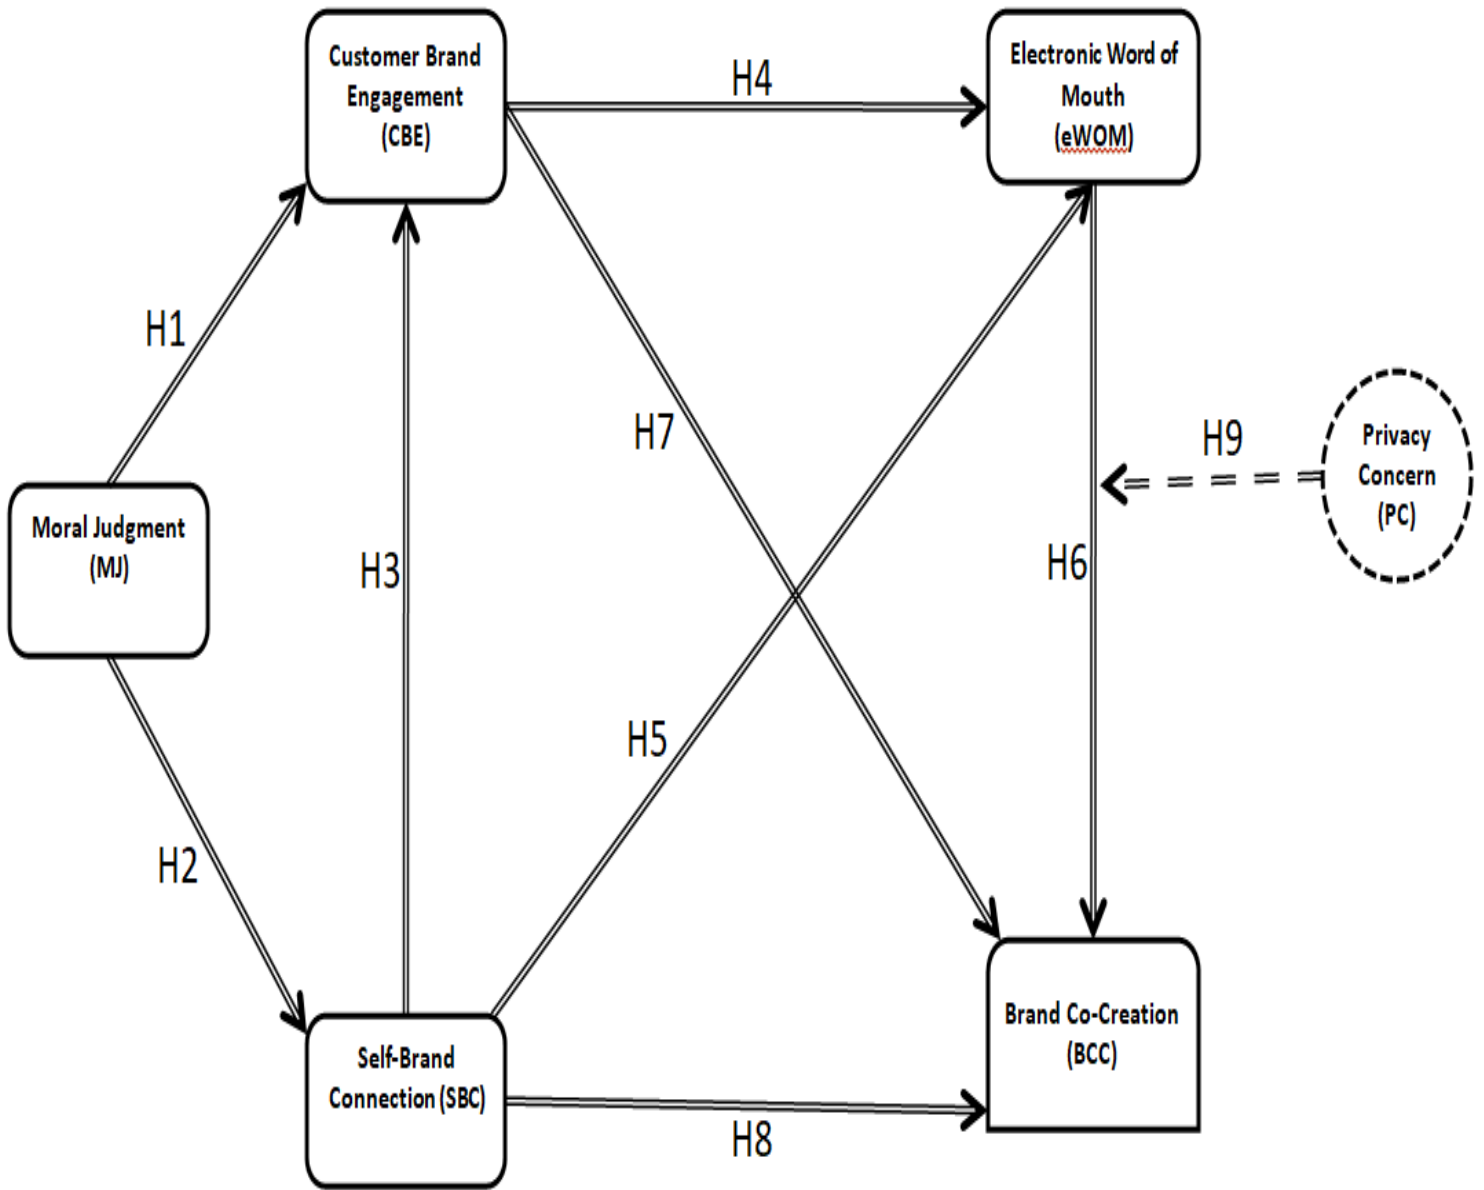 Customer Brand
Engagement
(CBE)
H4
Electronic Word of
Mouth
(eWOM)
H1
H7
H9
Privacy
Concern
(PC)
Moral Judgment
(MJ)
H3
H6
H5
H2
Self-Brand
Connection (SBC)
H8
Brand Co-Creation
(BCC)